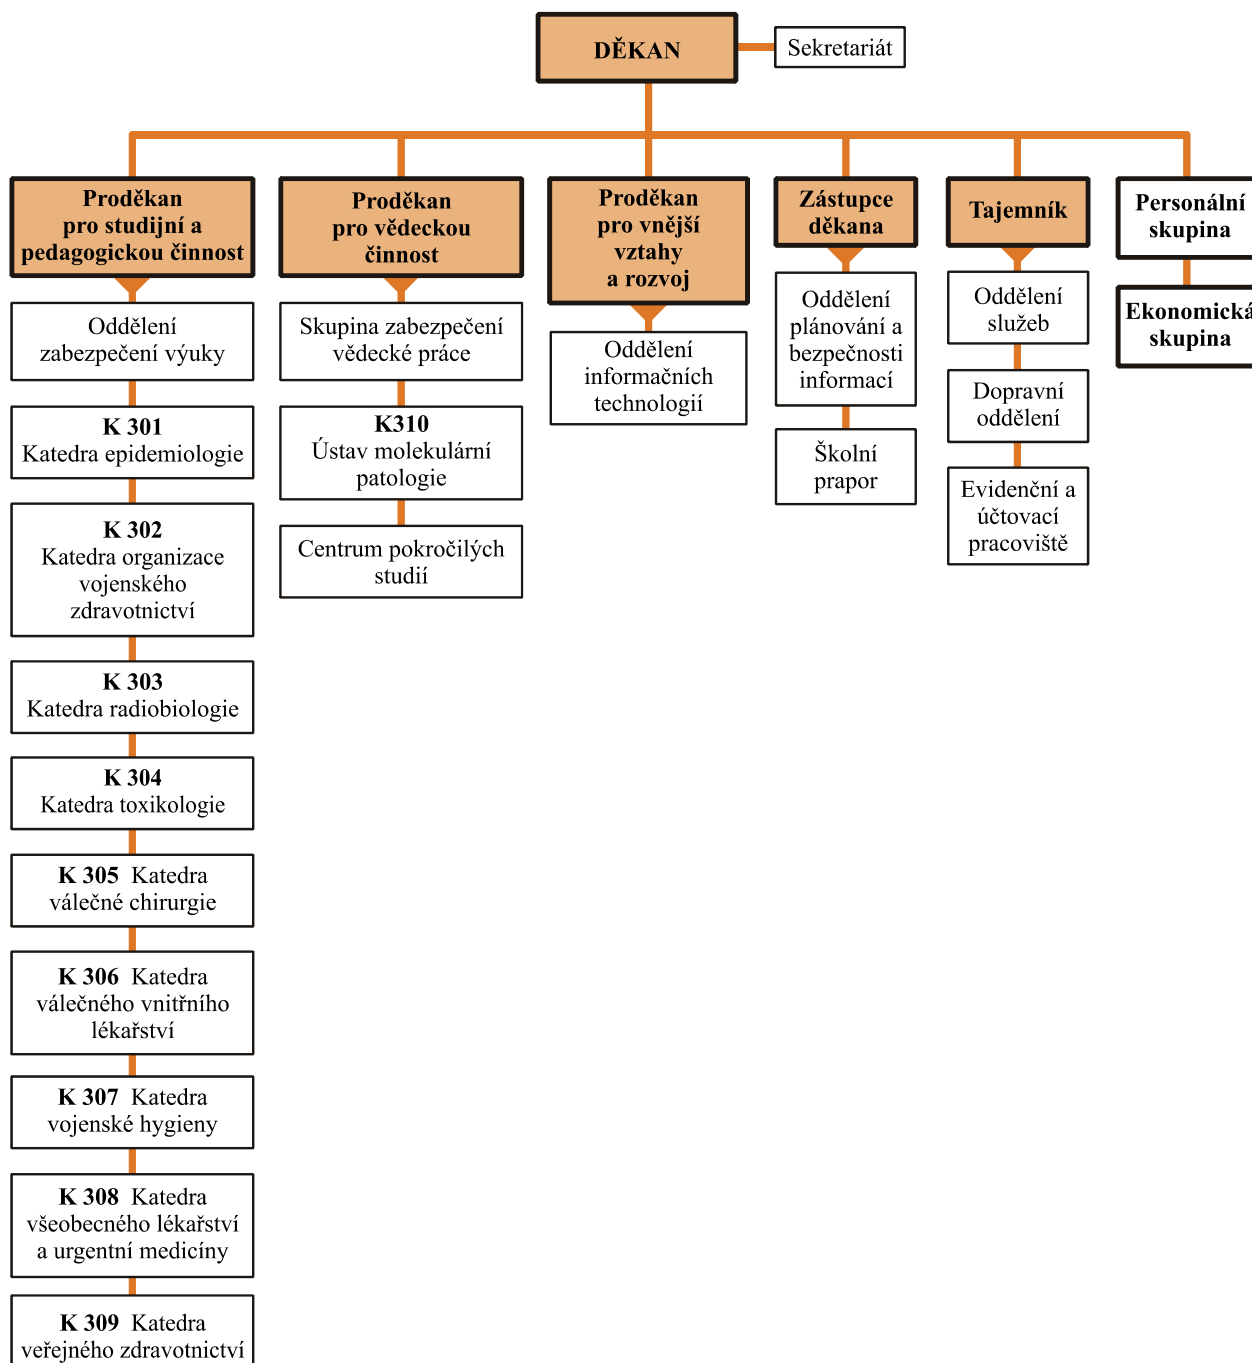 DĚKAN
Sekretariát
Proděkan
pro studijní a
pedagogickou činnost
Oddělení
zabezpečení výuky
K 301
Katedra epidemiologie
K 302
Katedra organizace
vojenského
zdravotnictví
K 303
Katedra radiobiologie
K 304
Katedra toxikologie
K 305 Katedra
válečné chirurgie
K 306 Katedra
válečného vnitřního
lékařství
K 307 Katedra
vojenské hygieny
K 308 Katedra
všeobecného lékařství
a urgentní medicíny
K 309 Katedra
veřejného zdravotnictví
Proděkan
pro vědeckou
činnost
Skupina zabezpečení
vědecké práce
K310
Ústav molekulární
patologie
Centrum pokročilých
studií
Proděkan
pro vnější
vztahy
a rozvoj
Oddělení
informačních
technologií
Zástupce
děkana
Oddělení
plánování a
bezpečnosti
informací
Školní
prapor
Tajemník
Oddělení
služeb
Dopravní
oddělení
Evidenční a
účtovací
pracoviště
Personální
skupina
Ekonomická
skupina